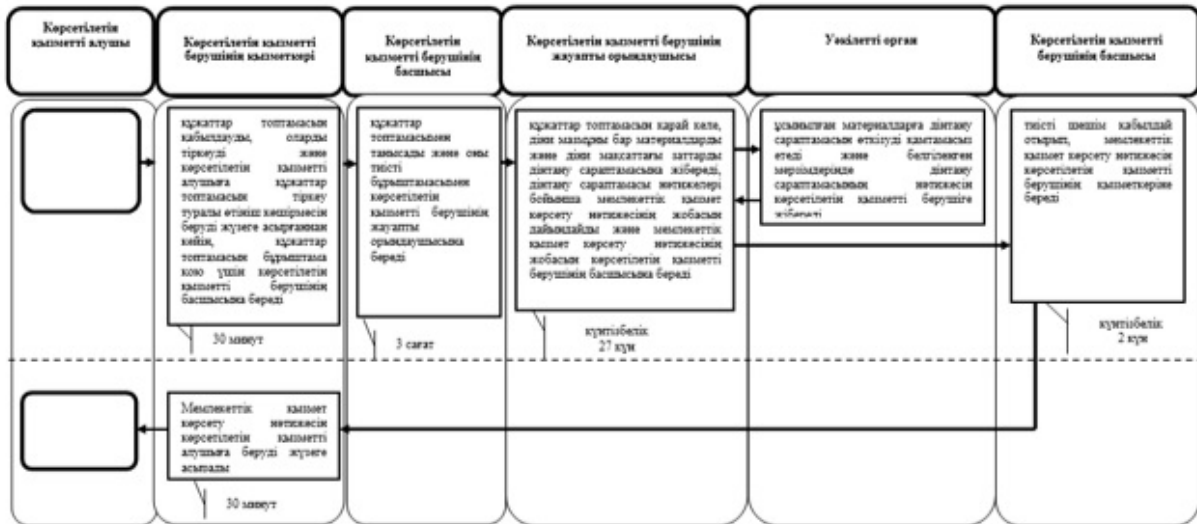 Көрсетілетін
қызметті алушы
Көрсетілетін қызметті
берушінің қызметкері
Көрсетілетін
қызметті берушінің
басшысы
Көрсетілетін қызметті берушінің
жауапты орындаушысы
Уәкілетті орган
Көрсетілетін қызметті
берушінің басшысы
құжаттар топтамасын
қабылдауды, оларды
тіркеуді және
көрсетілетін қызметті
алушыға құжаттар
топтамасын тіркеу
туралы өтініш көшірмесін
беруді жүзеге асырғаннан
кейін, құжаттар
топтамасын бұрыштама
қою үшін көрсетілетін
қызметті берушінің
басшысына береді
30 минут
құжаттар
топтамасымен
танысады және оны
тиісті
бұрыштамасымен
көрсетілетін
қызметті берушінің
жауапты
орындаушысына
береді
3 сағат
құжаттар топтамасын қарай келе,
діни мазмұны бар материалдарды
және діни мақсаттағы заттарды
дінтану сараптамасына жібереді,
дінтану сараптамасы нәтижелері
бойынша мемлекеттік қызмет
көрсету нәтижесінің жобасын
дайындайды және мемлекеттік
қызмет көрсету нәтижесінің
жобасын көрсетілетін қызметті
берушінің басшысына береді
күнтізбелік
27 күн
ұсынылған материалдарға дінтану
сараптамасын өткізуді қамтамасыз
етеді және белгіленген
мерзімдерінде дінтану
сараптамасының нәтижесін
көрсетілетін қызметті берушіге
жібереді
тиісті шешім қабылдай
отырып, мемлекеттік
қызмет көрсету нәтижесін
көрсетілетін қызметті
берушінің қызметкеріне
береді
күнтізбелік
2 күн
Мемлекеттік қызмет
көрсету нәтижесін
көрсетілетін қызметті
алушыға беруді жүзеге
асырады
30 минут